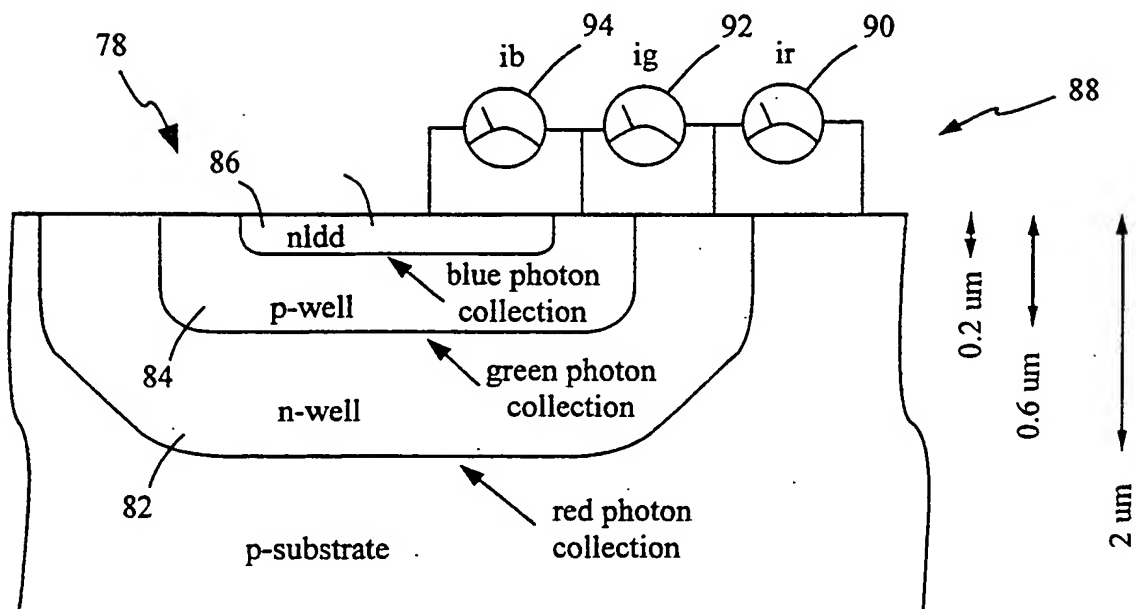 78
94
92
90
88
ib
ig
ir
86
nldd
blue photon
collection
p-well
84
green photon
collection
n-well
82
red photon
collection
p-substrate
0.2 um
0.6 um
2 um